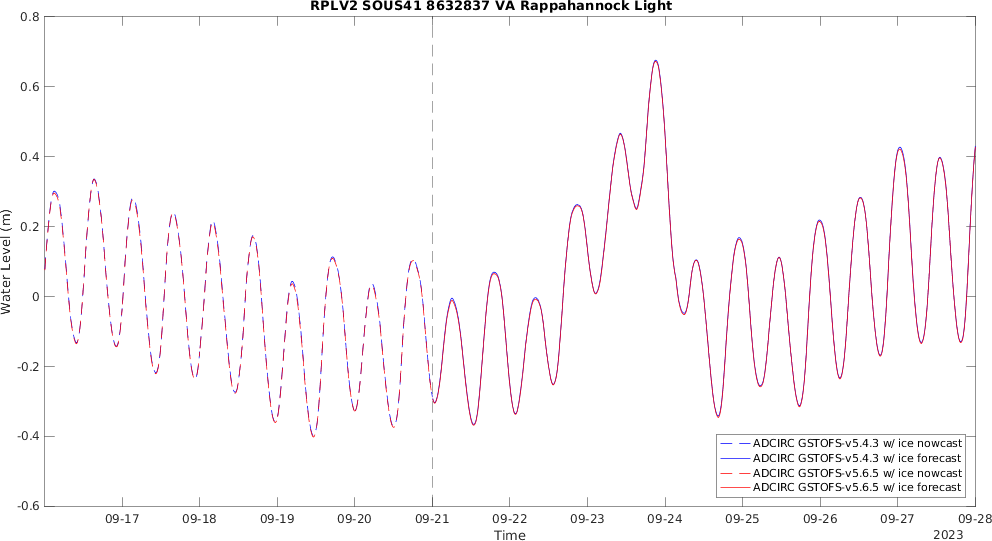 RPLV2 SOUS41 8632837 VA Rappahannock Light
0.8
0.6
0.4
0.2
0
-0.2
-0.4
-0.6
Water Level (m)
ADCIRC GSTOFS-v5.4.3 w/ ice nowcast
ADCIRC GSTOFS-v5.4.3 w/ ice forecast
ADCIRC GSTOFS-v5.6.5 w/ ice nowcast
ADCIRC GSTOFS-v5.6.5 w/ ice forecast
09-17 09-18 09-19 09-20 09-21 09-22 09-23 09-24 09-25 09-26 09-27 09-28
Time
2023